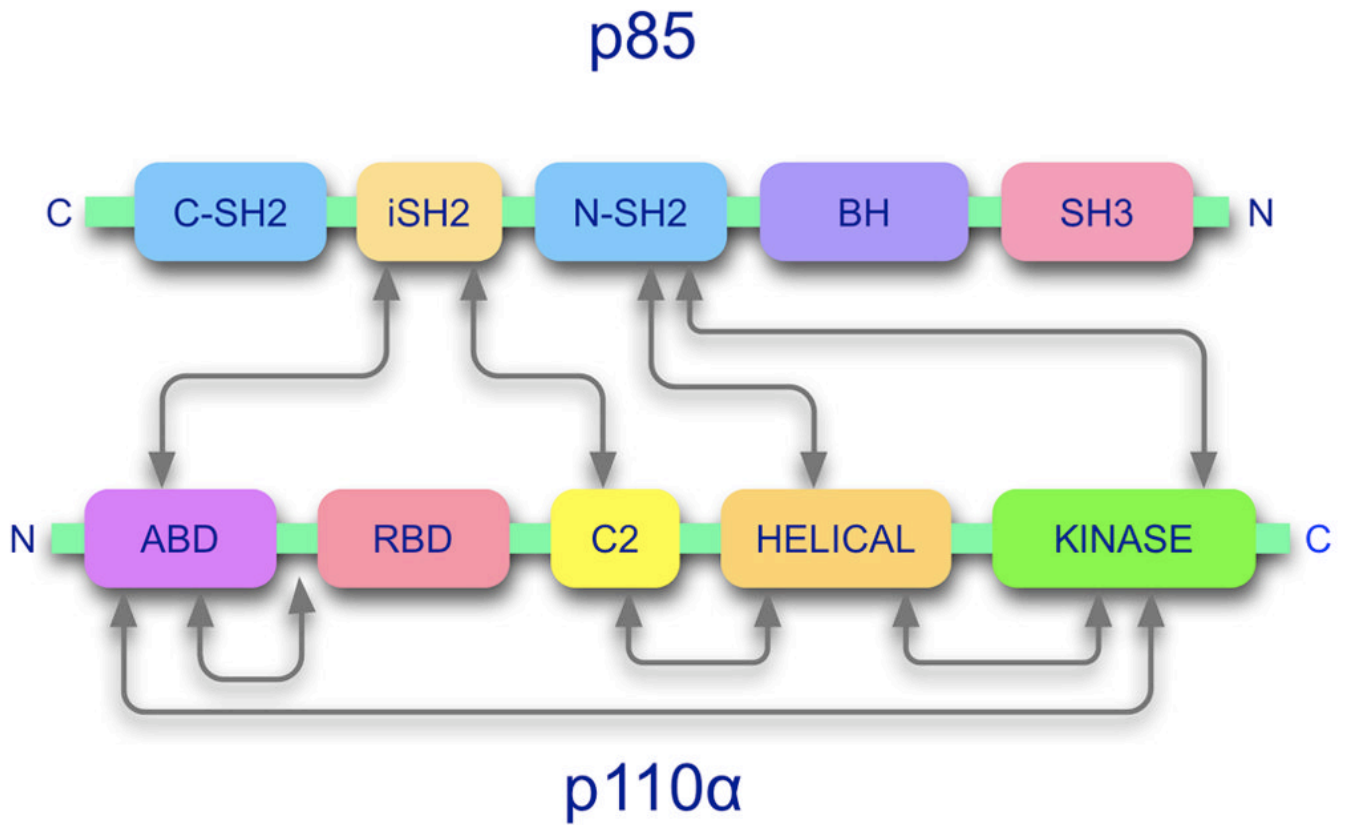 p85
C C-SH2 iSH2 N-SH2 BH SH3 N
N ABD RBD C2 HELICAL KINASE C
p110α